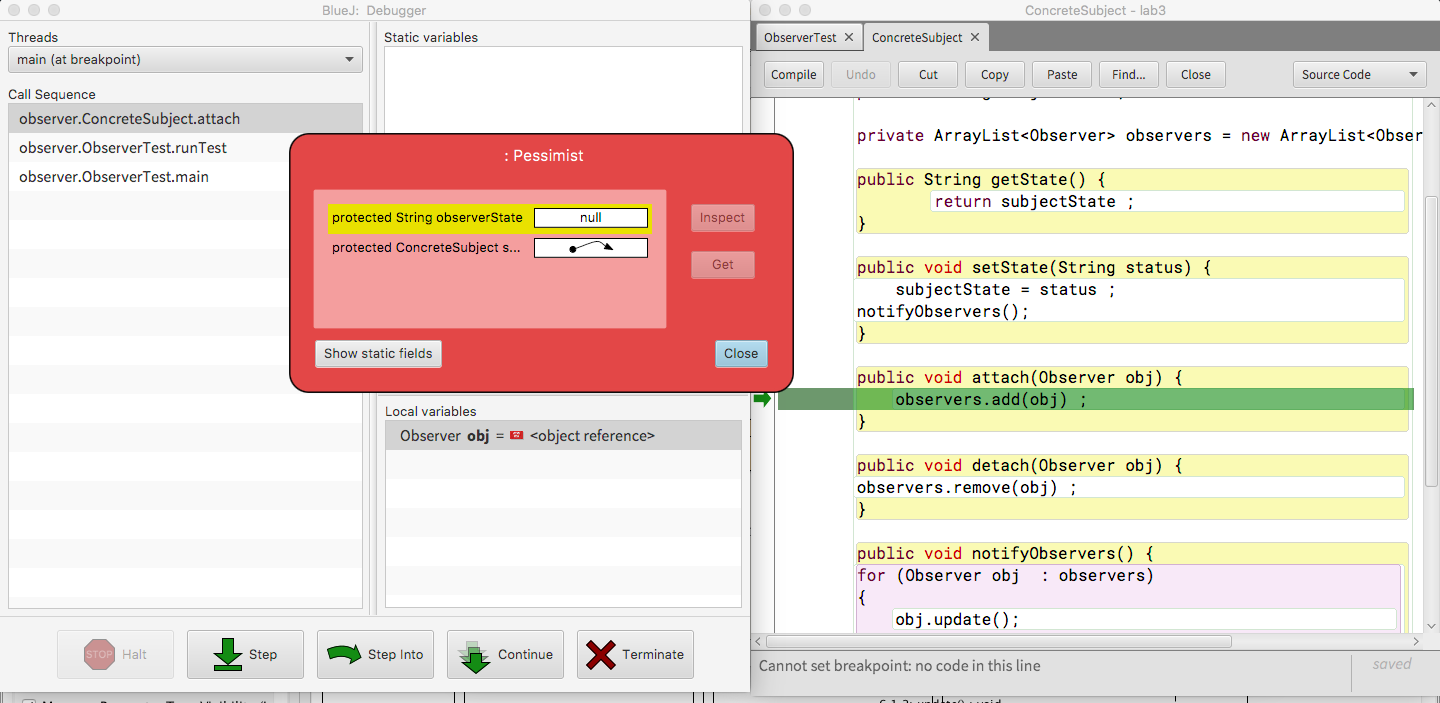 BlueJ: Debugger
Threads
main (at breakpoint)
Call Sequence
observer.ConcreteSubject.attach
observer.ObserverTest.runTest
observer.ObserverTest.main
Static variables
: Pessimist
protected String observerState null
protected ConcreteSubject s...
Inspect
Get
Show static fields
Close
Local variables
Observer obj = <object reference>
STOP Halt
Step
Step Into
Continue
Terminate
ConcreteSubject - lab3
ObserverTest
ConcreteSubject
Compile Undo Cut Copy Paste Find... Close Source Code
private ArrayList<Observer> observers = new ArrayList<Obser
public String getState() {
return subjectState ;
}
public void setState(String status) {
subjectState = status ;
notifyObservers();
}
public void attach(Observer obj) {
observers.add(obj) ;
}
public void detach(Observer obj) {
observers.remove(obj) ;
}
public void notifyObservers() {
for (Observer obj : observers)
{
obj.update();
Cannot set breakpoint: no code in this line
saved